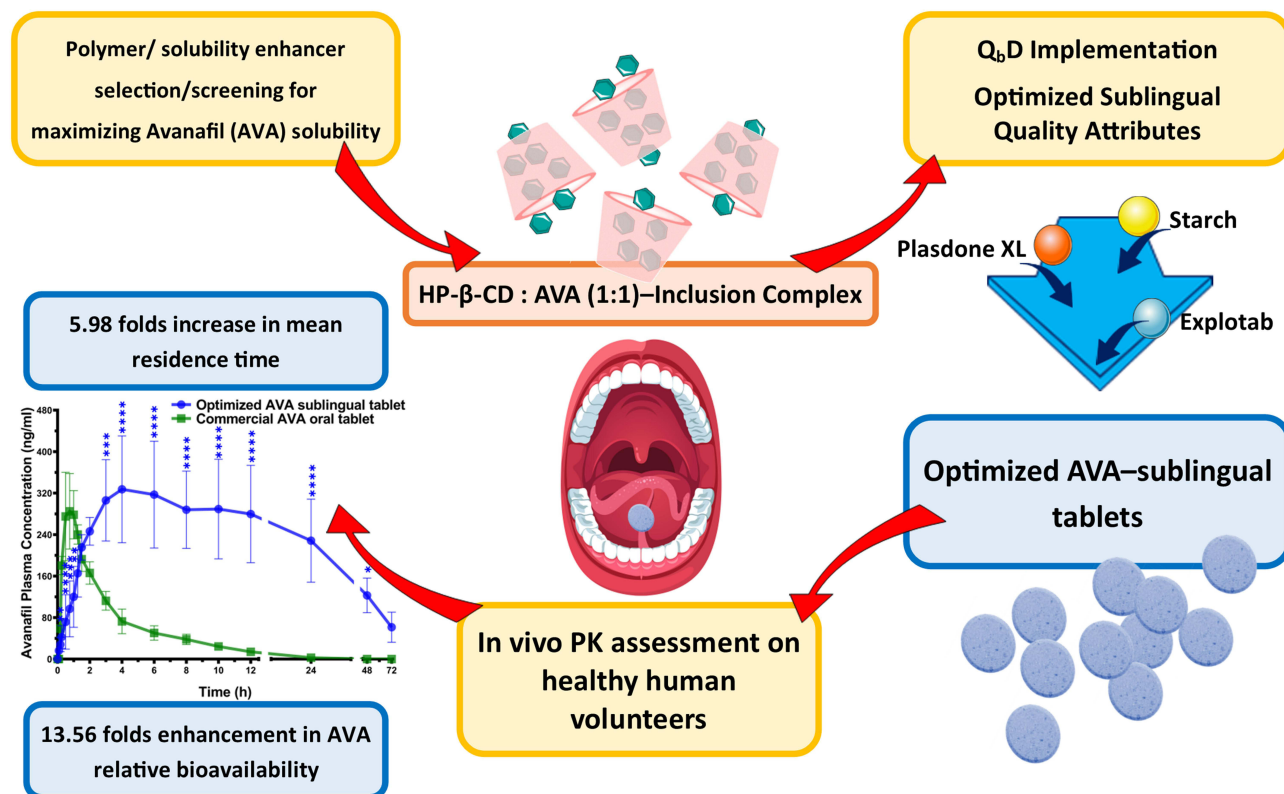 Polymer/ solubility enhancer
selection/screening for
maximizing Avanafil (AVA) solubility
QbD Implementation
Optimized Sublingual
Quality Attributes
Starch
Plasdone XL
Explotab
HP-β-CD : AVA (1:1)–Inclusion Complex
5.98 folds increase in mean
residence time
Optimized AVA sublingual tablet
Commercial AVA oral tablet
Avanafil Plasma Concentration (ng/ml)
480
400
320
240
160
80
0
0 2 4 6 8 10 12 24 48 72
Time (h)
*** **** **** **** **** **** **** *
Optimized AVA–sublingual
tablets
In vivo PK assessment on
healthy human
volunteers
13.56 folds enhancement in AVA
relative bioavailability